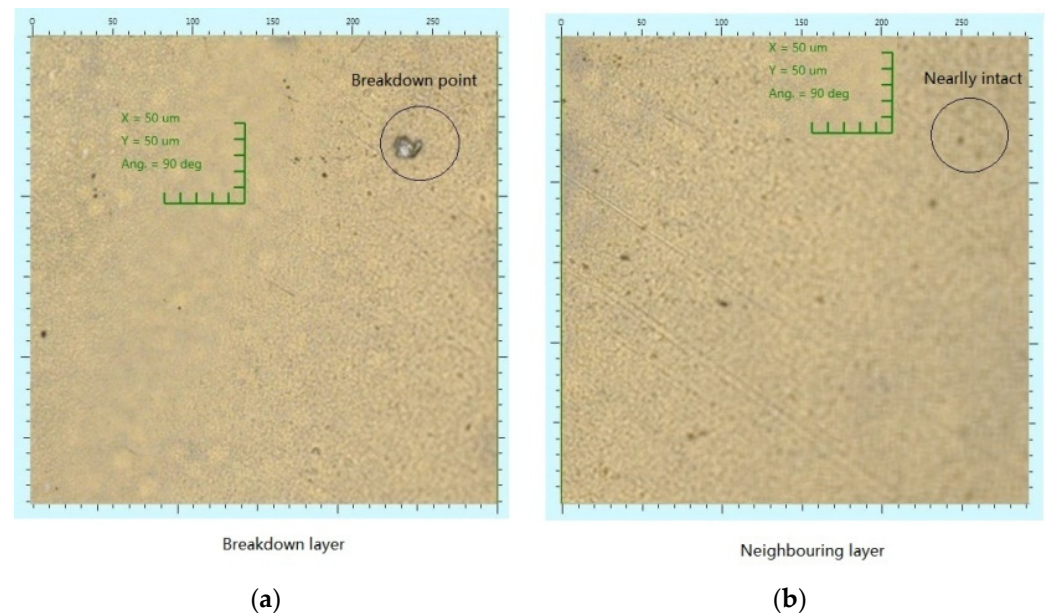 0 50 100 150 200 250
0 50 100 150 200 250
Breakdown point
X = 50 um
Y = 50 um
Ang. = 90 deg
X = 50 um
Y = 50 um
Ang. = 90 deg
Nearlly intact
Breakdown layer
Neighbouring layer
(a)
(b)